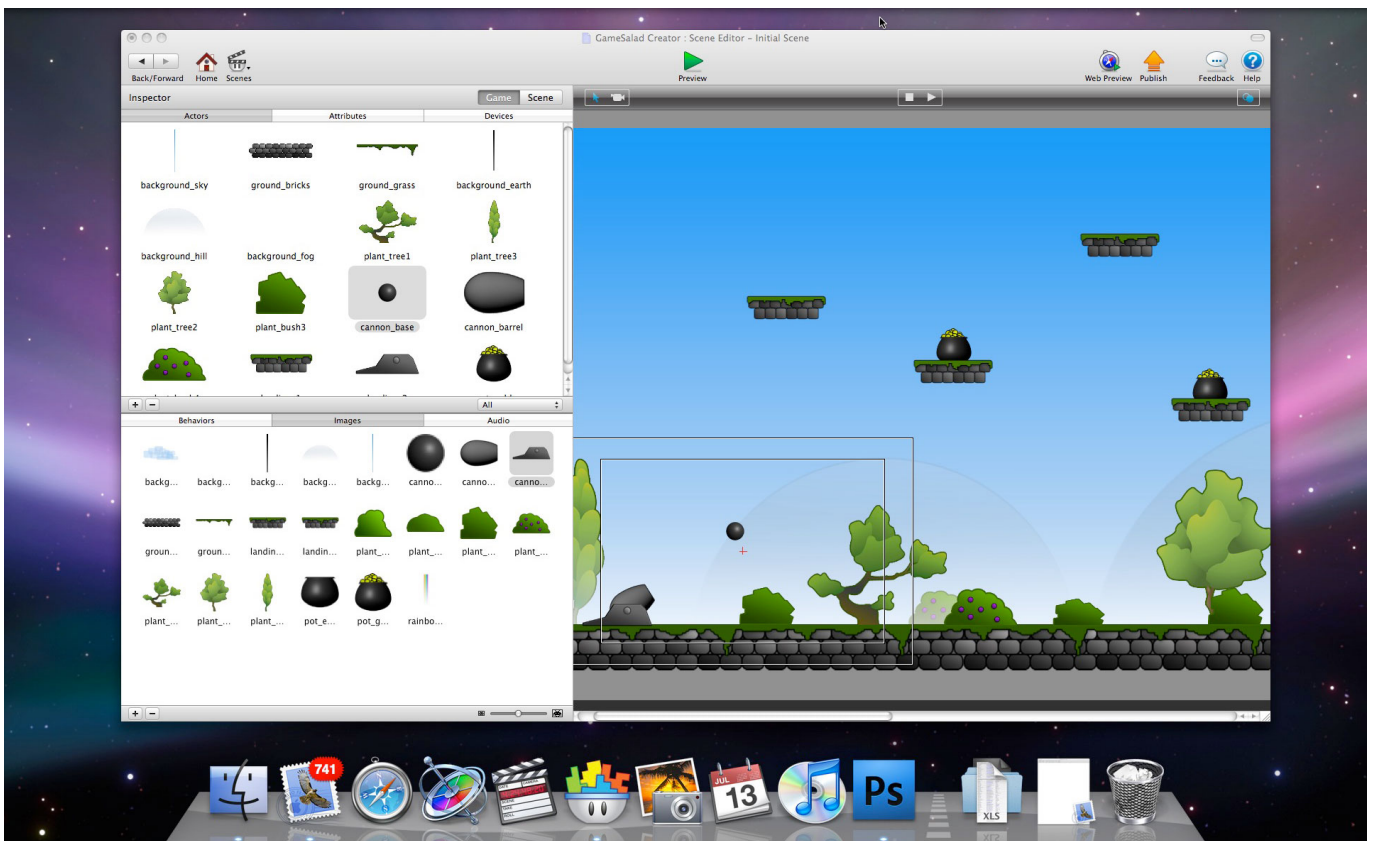 GameSalad Creator : Scene Editor – Initial Scene
Back/Forward Home Scenes
Preview
Web Preview Publish Feedback Help
Inspector
Game Scene
Actors Attributes Devices
background_sky ground_bricks ground_grass background_earth
background_hill background_fog plant_tree1 plant_tree3
plant_tree2 plant_bush3 cannon_base cannon_barrel
All
Behaviors Images Audio
backg... backg... backg... backg... backg... canno... canno... canno...
groun... groun... landin... landin... plant_... plant_... plant_... plant_...
plant_... plant_... plant_... pot_e... pot_g... rainbo...
741
JUL
13
Ps
XLS